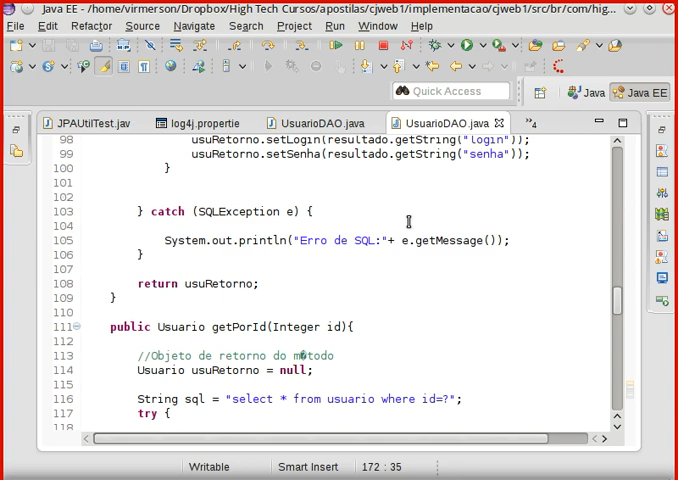 Java EE - /home/virmerson/Dropbox/High Tech Cursos/apostilas/cjweb1/implementacao/cjweb1/src/br/com/hig
File Edit Refactor Source Navigate Search Project Run Window Help
Quick Access
Java
Java EE
JPAUtilTest.jav
log4j.propertie
UsuarioDAO.java
UsuarioDAO.java
»4
98 usuRetorno.setLogin(resultado.getString("login"));
99 usuRetorno.setSenha(resultado.getString("senha"));
100 }
101
102
103 } catch (SQLException e) {
104
105 System.out.println("Erro de SQL:"+ e.getMessage());
106 }
107
108 return usuRetorno;
109 }
110
111 public Usuario getPorId(Integer id){
112
113 //Objeto de retorno do m�todo
114 Usuario usuRetorno = null;
115
116 String sql = "select * from usuario where id=?";
117 try {
118
Writable
Smart Insert
172 : 35